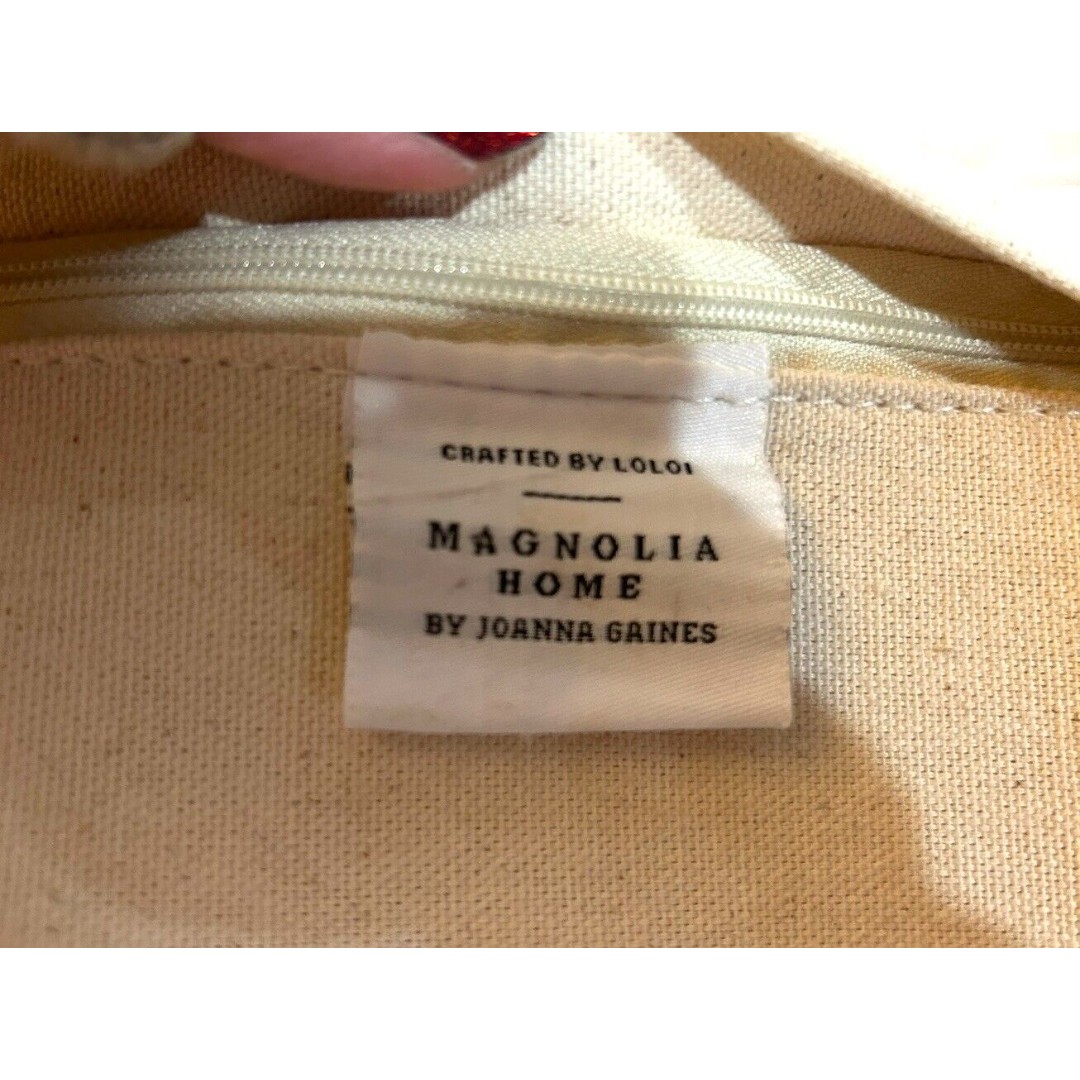 CRAFTED BY LOLOI
MAGNOLIA
HOME
BY JOANNA GAINES